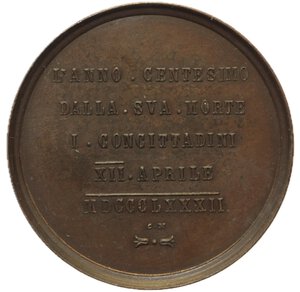 L'ANNO · CENTESIMO
DALLA · SVA · MORTE
I · CONCITTADINI
XII · APRILE
MDCCCLXXXII